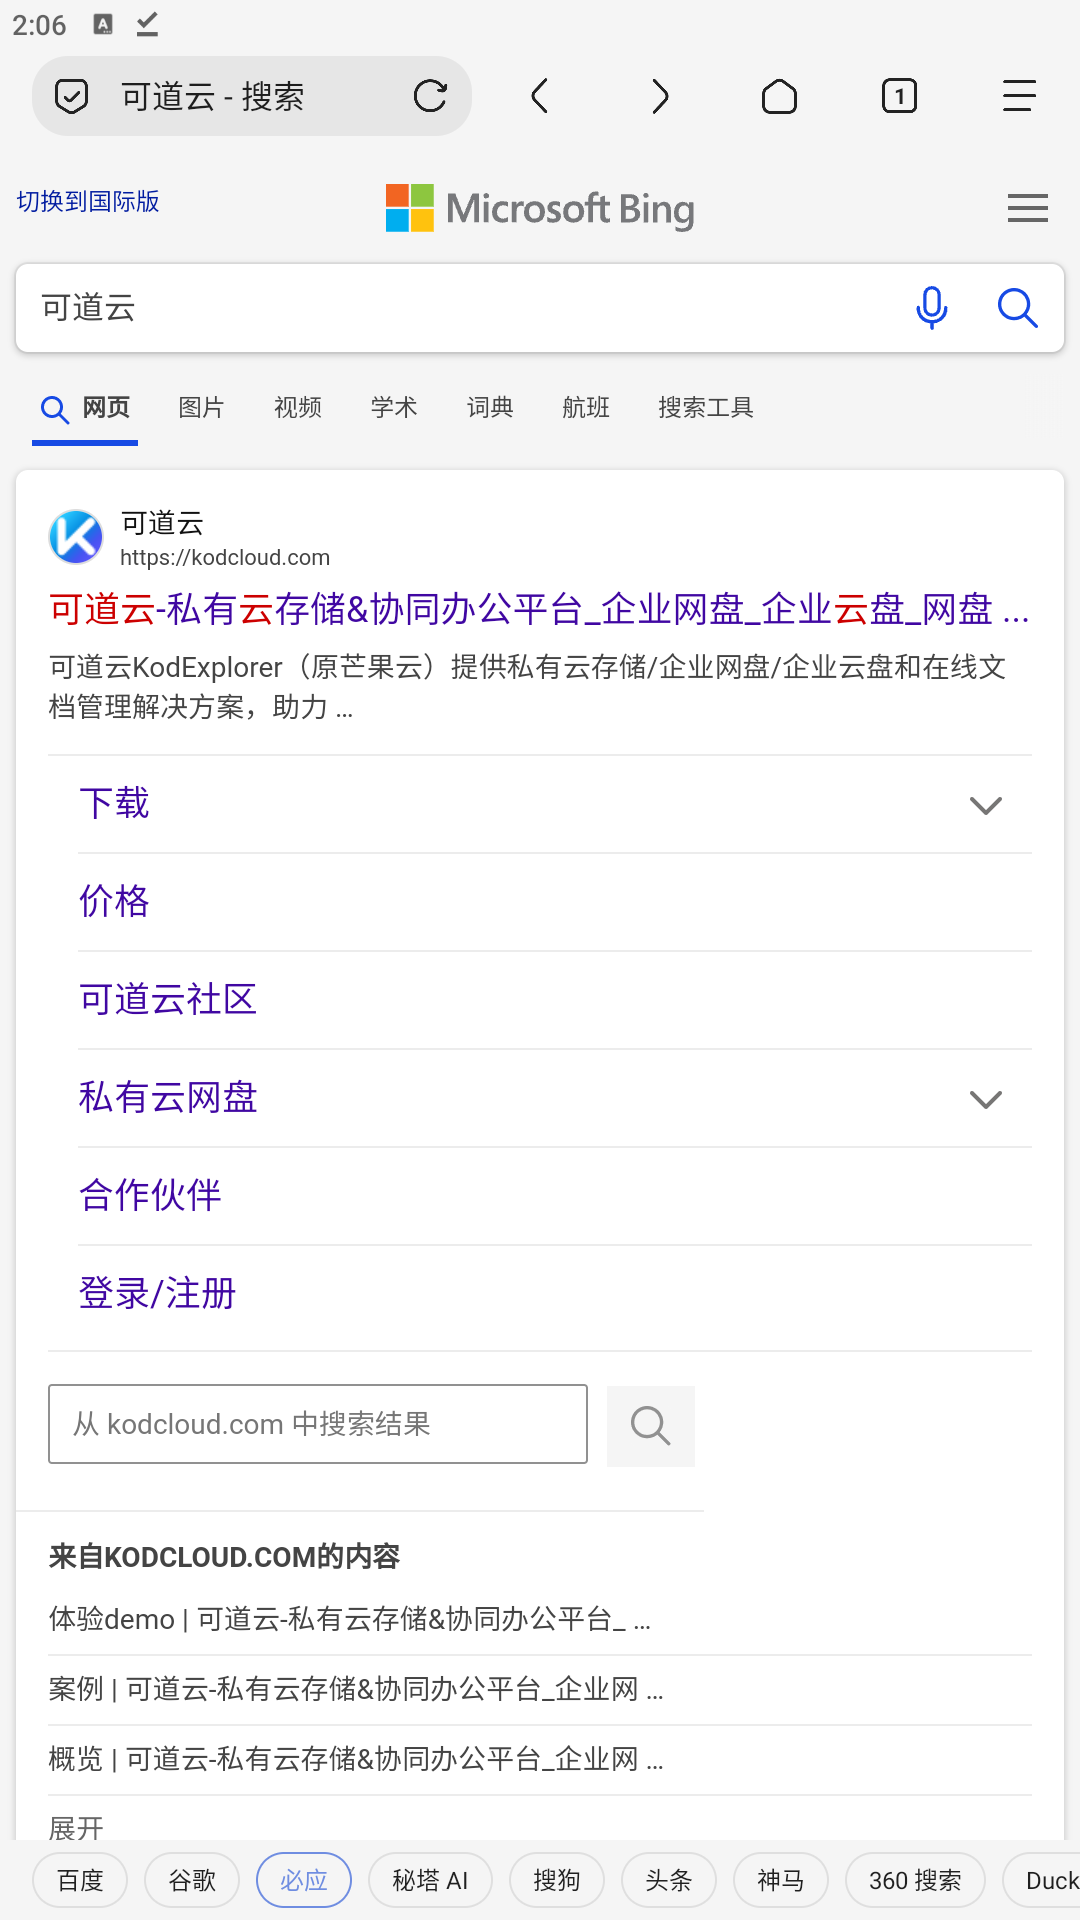 2:06
可道云 - 搜索
1
切换到国际版
Microsoft Bing
可道云
网页 图片 视频 学术 词典 航班 搜索工具
可道云
https://kodcloud.com
可道云-私有云存储&协同办公平台_企业网盘_企业云盘_网盘 ...
可道云KodExplorer（原芒果云）提供私有云存储/企业网盘/企业云盘和在线文
档管理解决方案，助力 ...
下载
价格
可道云社区
私有云网盘
合作伙伴
登录/注册
从 kodcloud.com 中搜索结果
来自KODCLOUD.COM的内容
体验demo | 可道云-私有云存储&协同办公平台_ ...
案例 | 可道云-私有云存储&协同办公平台_企业网 ...
概览 | 可道云-私有云存储&协同办公平台_企业网 ...
展开
百度 谷歌 必应 秘塔 AI 搜狗 头条 神马 360 搜索 Duck